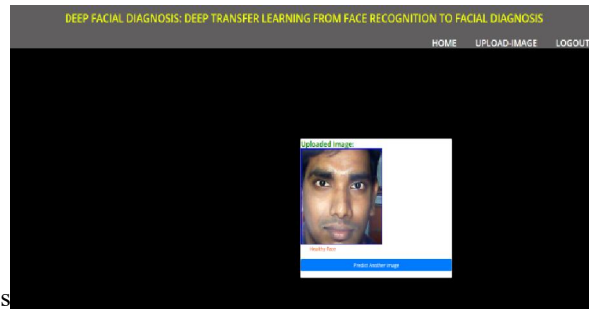 DEEP FACIAL DIAGNOSIS: DEEP TRANSFER LEARNING FROM FACE RECOGNITION TO FACIAL DIAGNOSIS
HOME UPLOAD-IMAGE LOGOUT
Uploaded Image:
Healthy Face
Predict Another Image
s